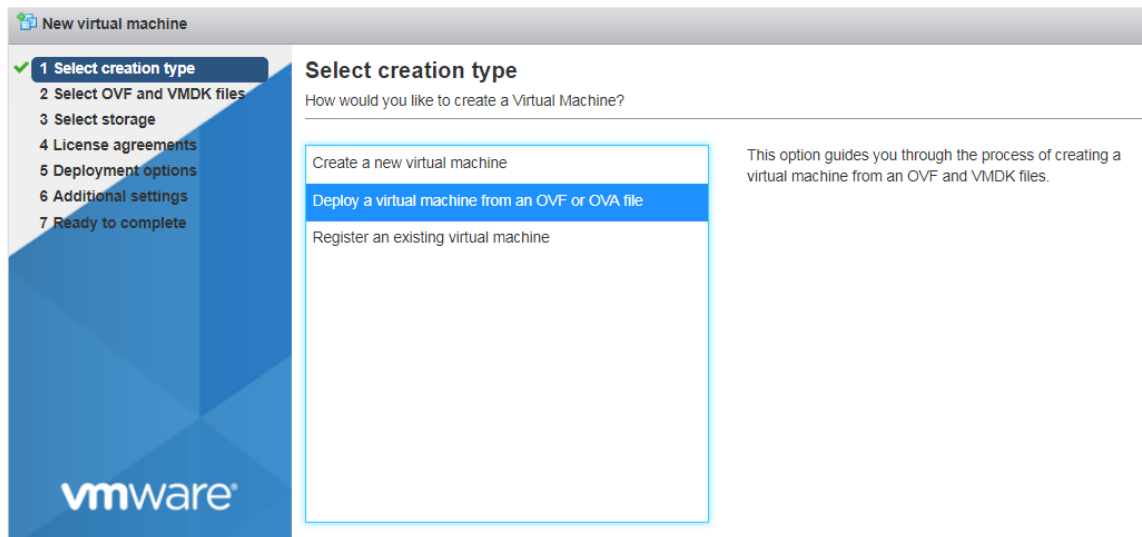 New virtual machine
1 Select creation type
2 Select OVF and VMDK files
3 Select storage
4 License agreements
5 Deployment options
6 Additional settings
7 Ready to complete
vmware®
Select creation type
How would you like to create a Virtual Machine?
Create a new virtual machine
Deploy a virtual machine from an OVF or OVA file
Register an existing virtual machine
This option guides you through the process of creating a
virtual machine from an OVF and VMDK files.